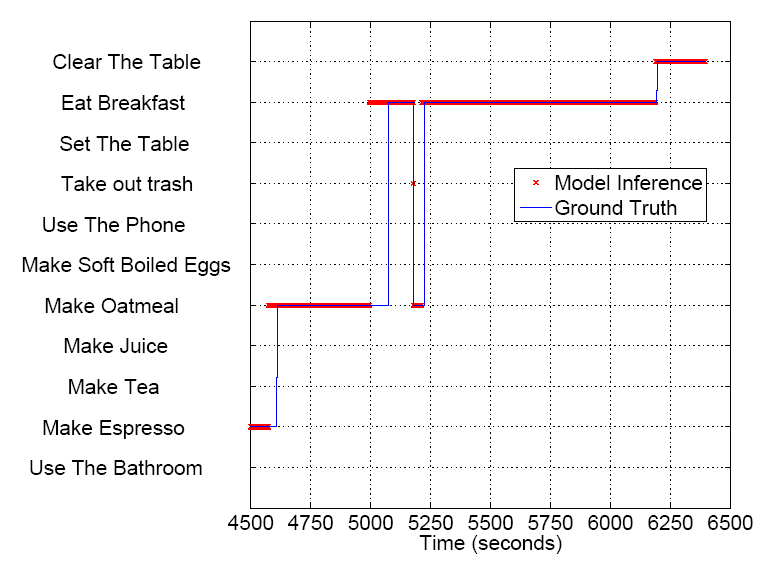 Clear The Table
Eat Breakfast
Set The Table
Take out trash
Use The Phone
Make Soft Boiled Eggs
Make Oatmeal
Make Juice
Make Tea
Make Espresso
Use The Bathroom
Model Inference
Ground Truth
4500 4750 5000 5250 5500 5750 6000 6250 6500
Time (seconds)